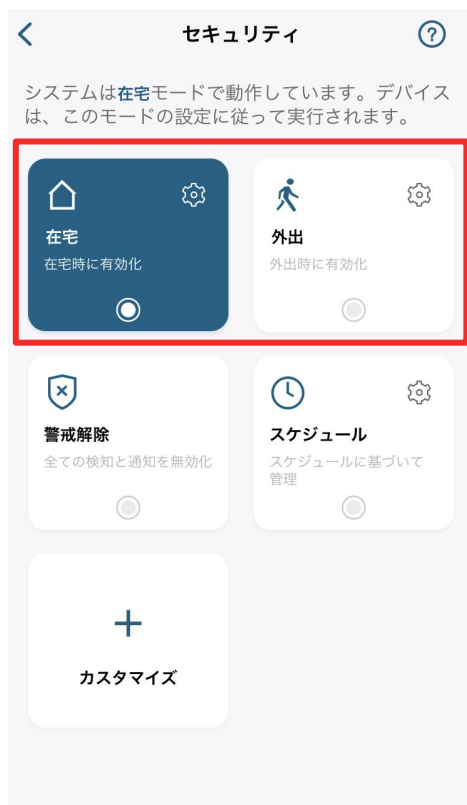 セキュリティ
システムは在宅モードで動作しています。デバイス
は、このモードの設定に従って実行されます。
在宅
在宅時に有効化
外出
外出時に有効化
警戒解除
全ての検知と通知を無効化
スケジュール
スケジュールに基づいて
管理
カスタマイズ